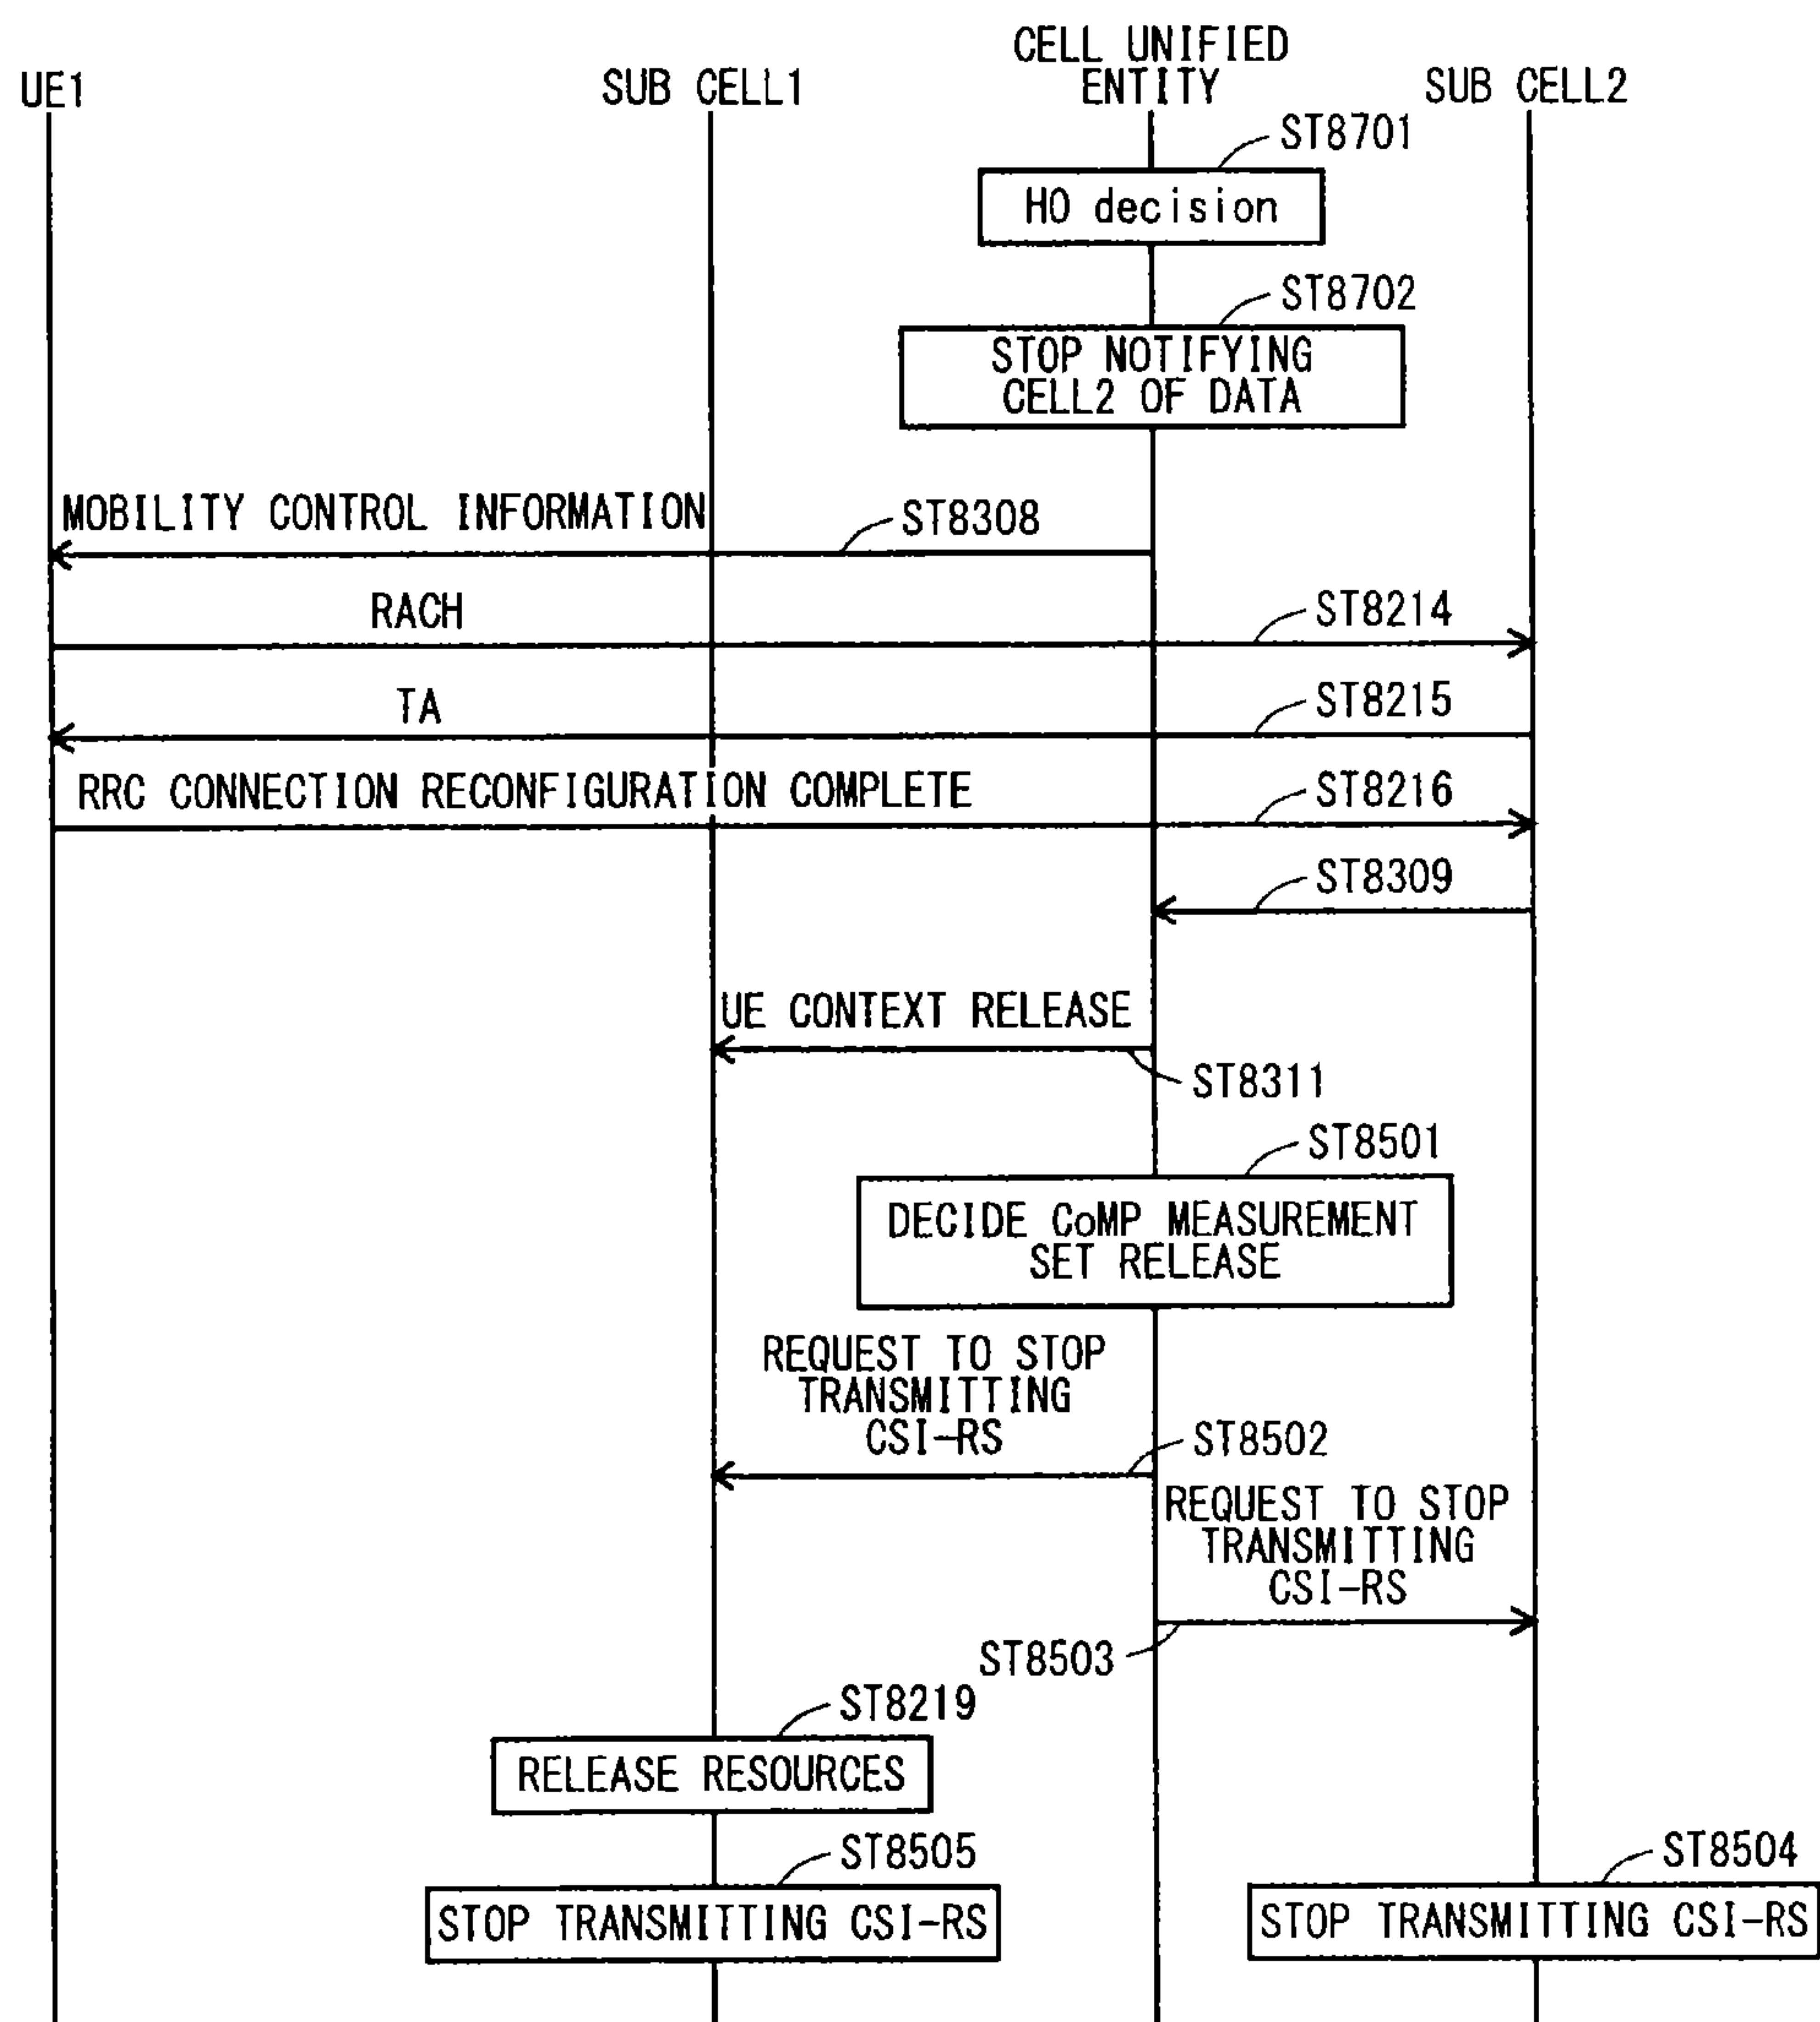 UE1
SUB CELL1
CELL UNIFIED
ENTITY
SUB CELL2
ST8701
HO decision
ST8702
STOP NOTIFYING
CELL2 OF DATA
MOBILITY CONTROL INFORMATION
ST8308
RACH
ST8214
TA
ST8215
RRC CONNECTION RECONFIGURATION COMPLETE
ST8216
ST8309
UE CONTEXT RELEASE
ST8311
ST8501
DECIDE CoMP MEASUREMENT
SET RELEASE
REQUEST TO STOP
TRANSMITTING
CSI-RS
ST8502
REQUEST TO STOP
TRANSMITTING
CSI-RS
ST8503
ST8219
RELEASE RESOURCES
ST8505
STOP TRANSMITTING CSI-RS
ST8504
STOP TRANSMITTING CSI-RS